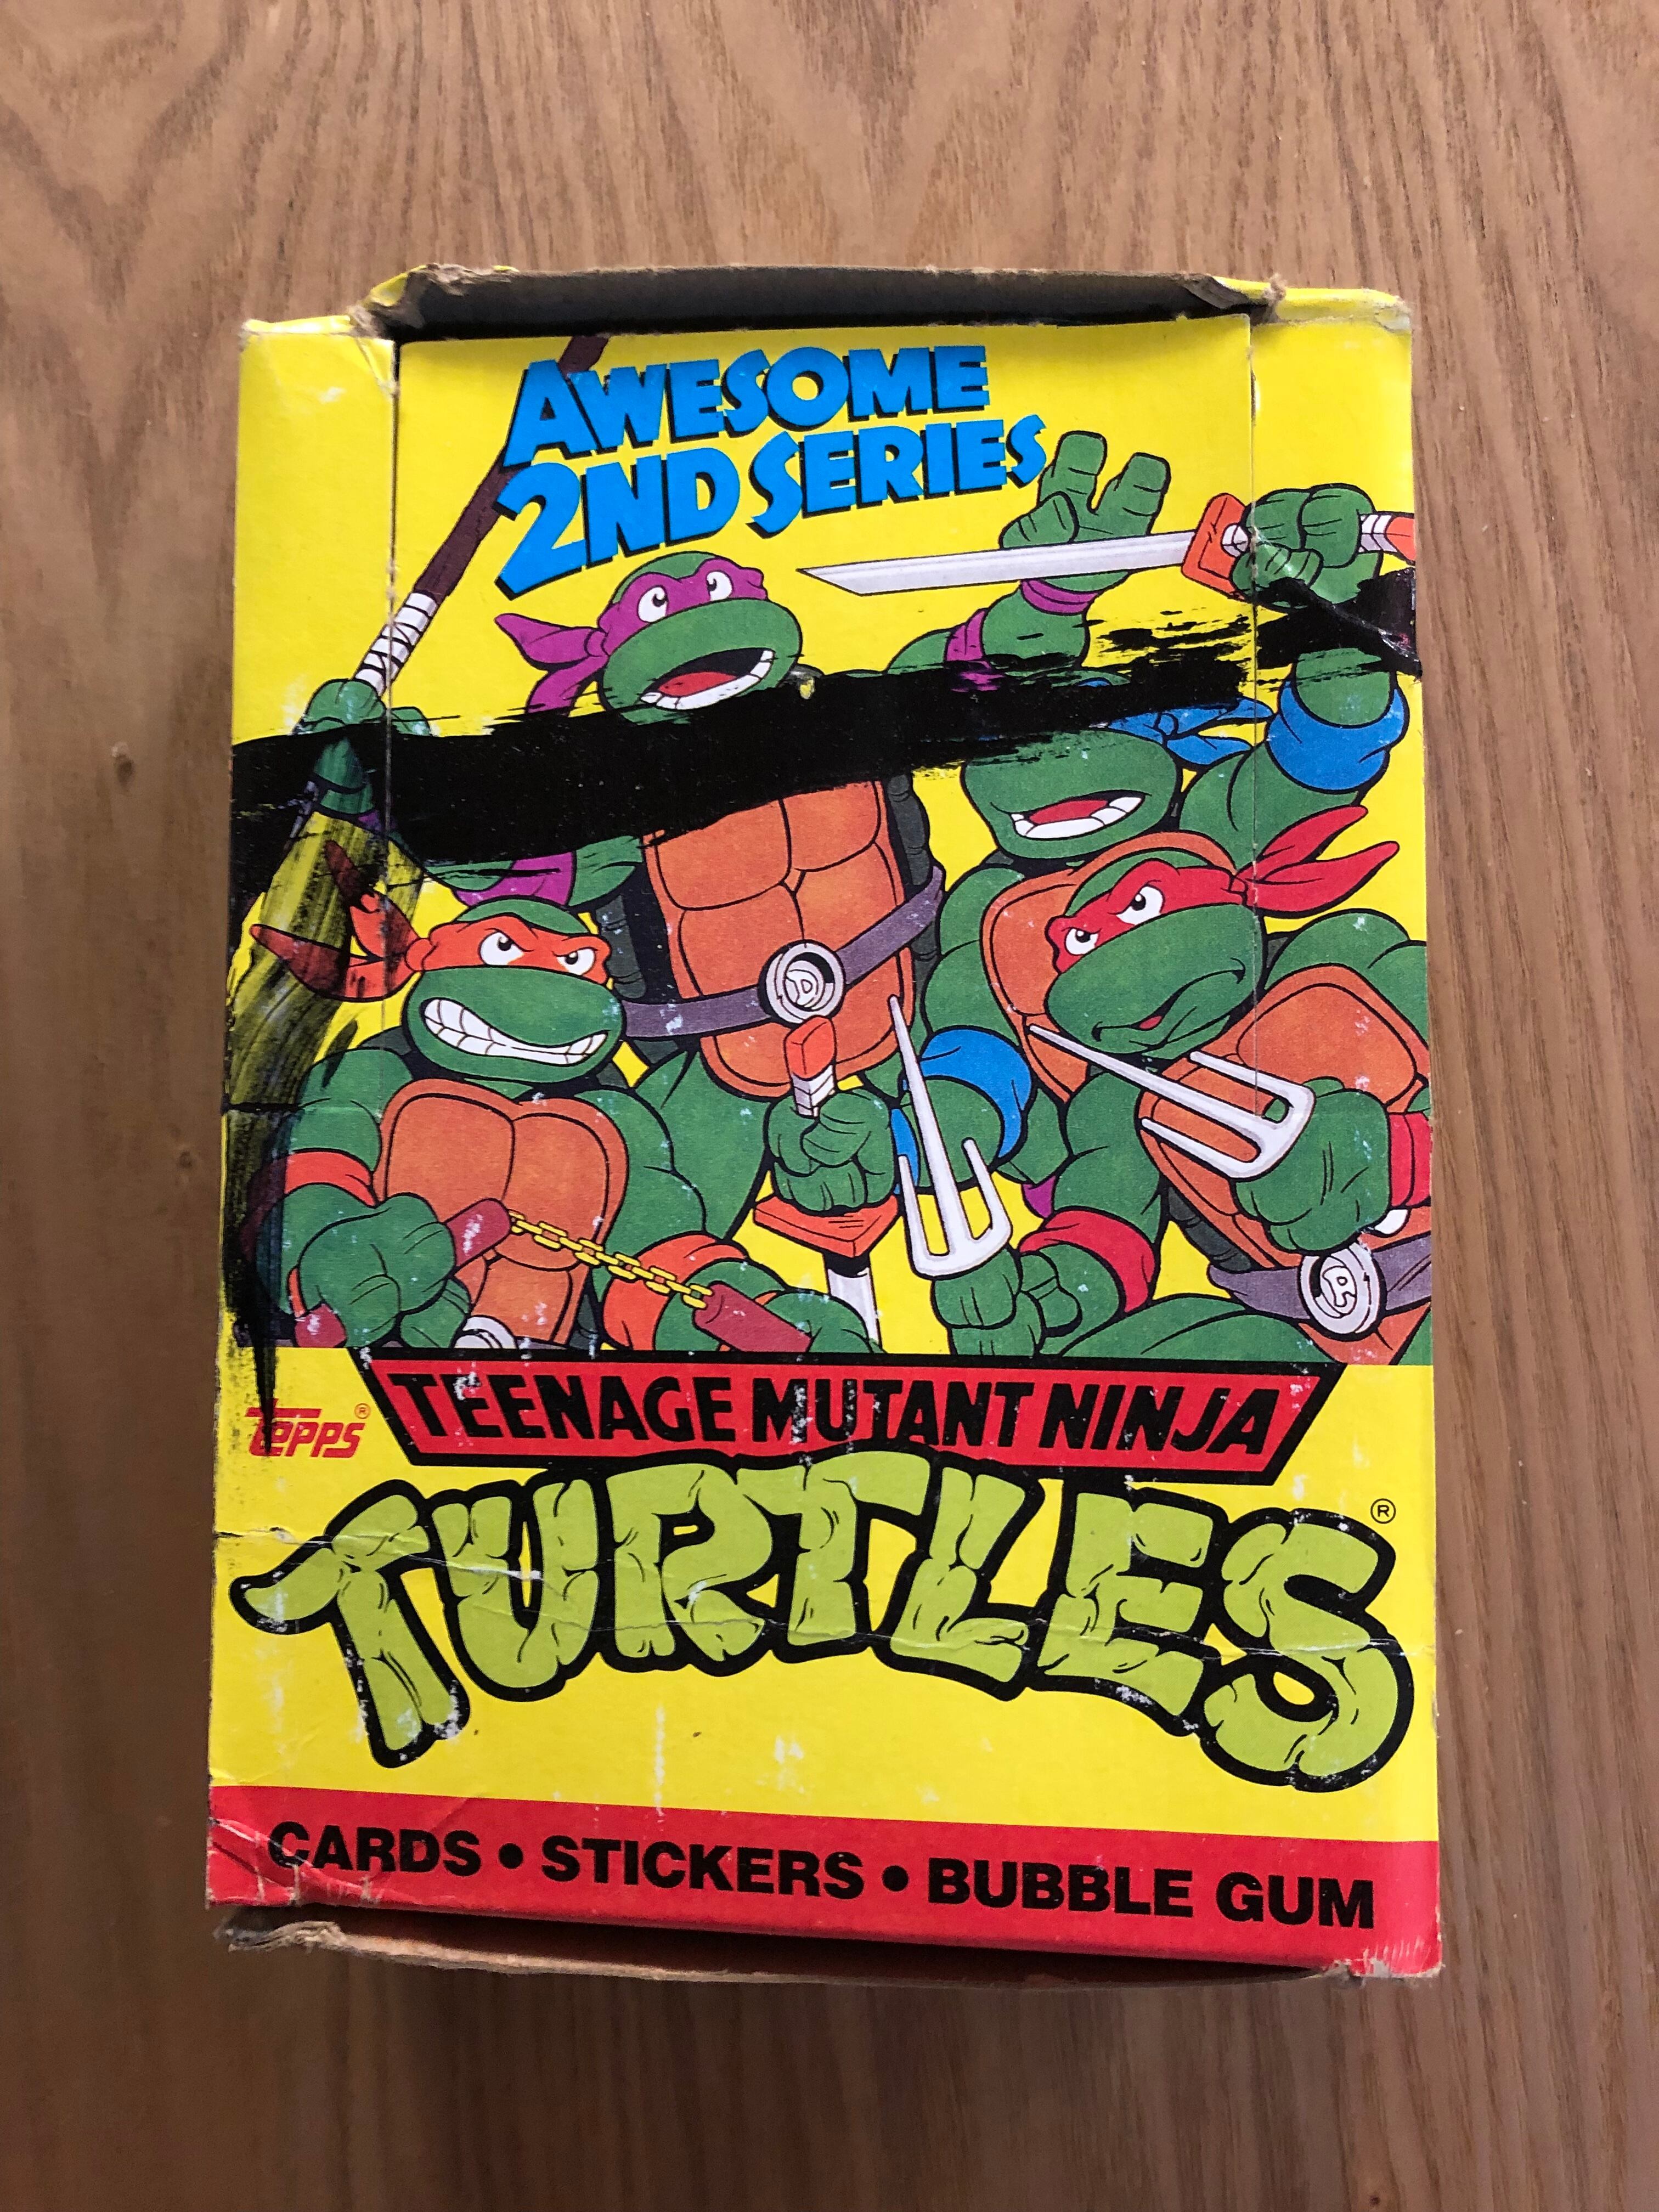 AWESOME
2ND SERIES
D
R
TOPPS®
TEENAGE MUTANT NINJA
TURTLES®
CARDS • STICKERS • BUBBLE GUM